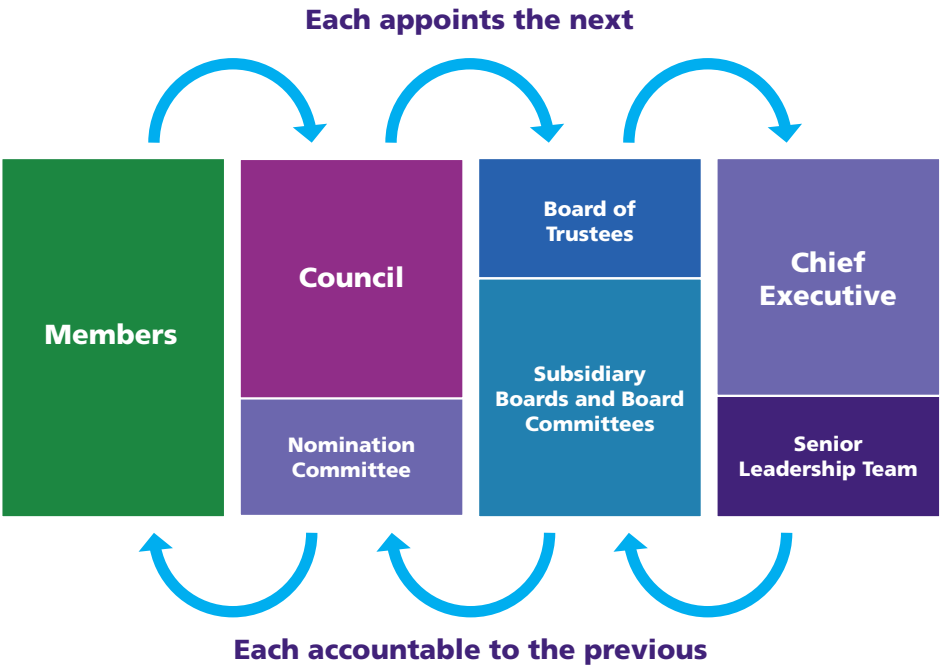 Each appoints the next
Members
Council
Nomination
Committee
Board of
Trustees
Subsidiary
Boards and Board
Committees
Chief
Executive
Senior
Leadership Team
Each accountable to the previous